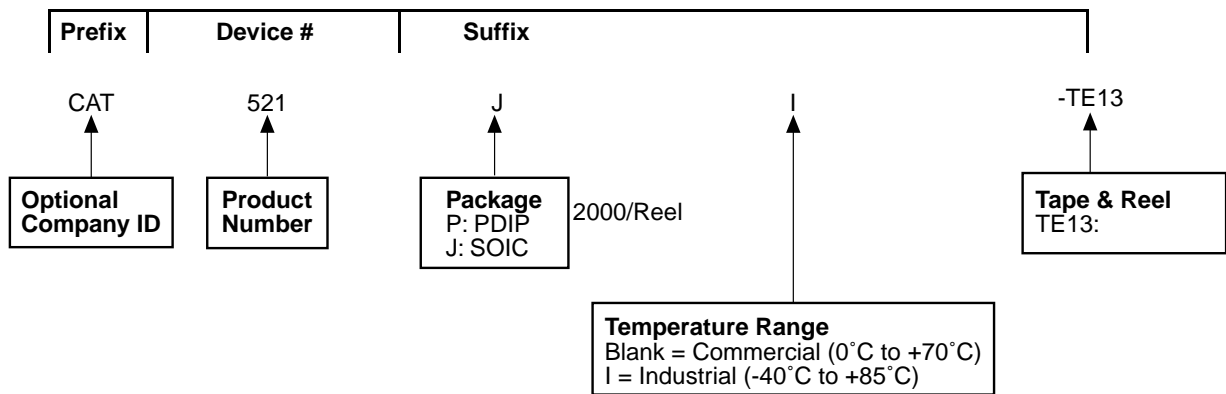 Prefix Device # Suffix
CAT 521 J I -TE13
Optional
Company ID
Product
Number
Package
P: PDIP
J: SOIC
2000/Reel
Tape & Reel
TE13:
Temperature Range
Blank = Commercial (0˚C to +70˚C)
I = Industrial (-40˚C to +85˚C)